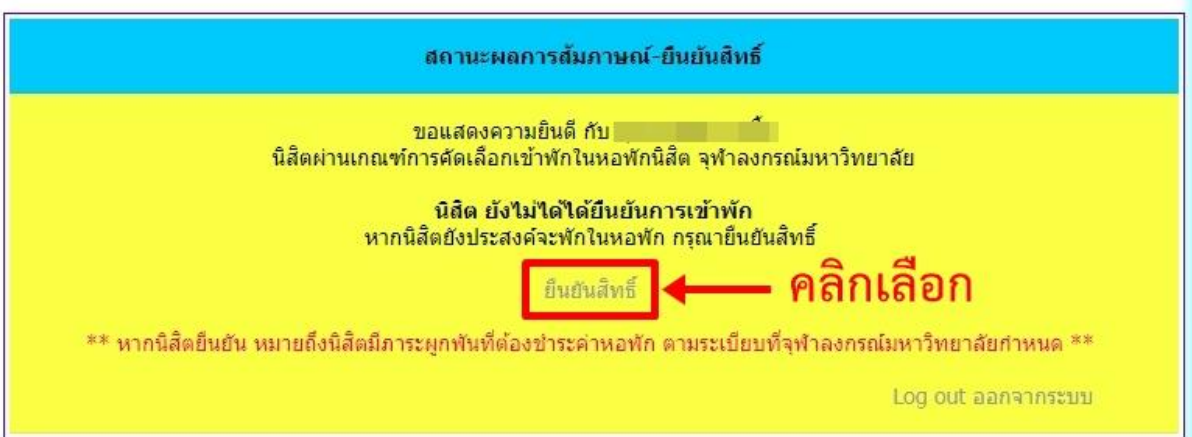 สถานะผลการสัมภาษณ์-ยืนยันสิทธิ์
ขอแสดงความยินดี กับ
นิสิตผ่านเกณฑ์การคัดเลือกเข้าพักในหอพักนิสิต จุฬาลงกรณ์มหาวิทยาลัย
นิสิต ยังไม่ได้ได้ยืนยันการเข้าพัก
หากนิสิตยังประสงค์จะพักในหอพัก กรุณายืนยันสิทธิ์
ยืนยันสิทธิ์ คลิกเลือก
** หากนิสิตยืนยัน หมายถึงนิสิตมีภาระผูกพันที่ต้องชำระค่าหอพัก ตามระเบียบที่จุฬาลงกรณ์มหาวิทยาลัยกำหนด **
Log out ออกจากระบบ